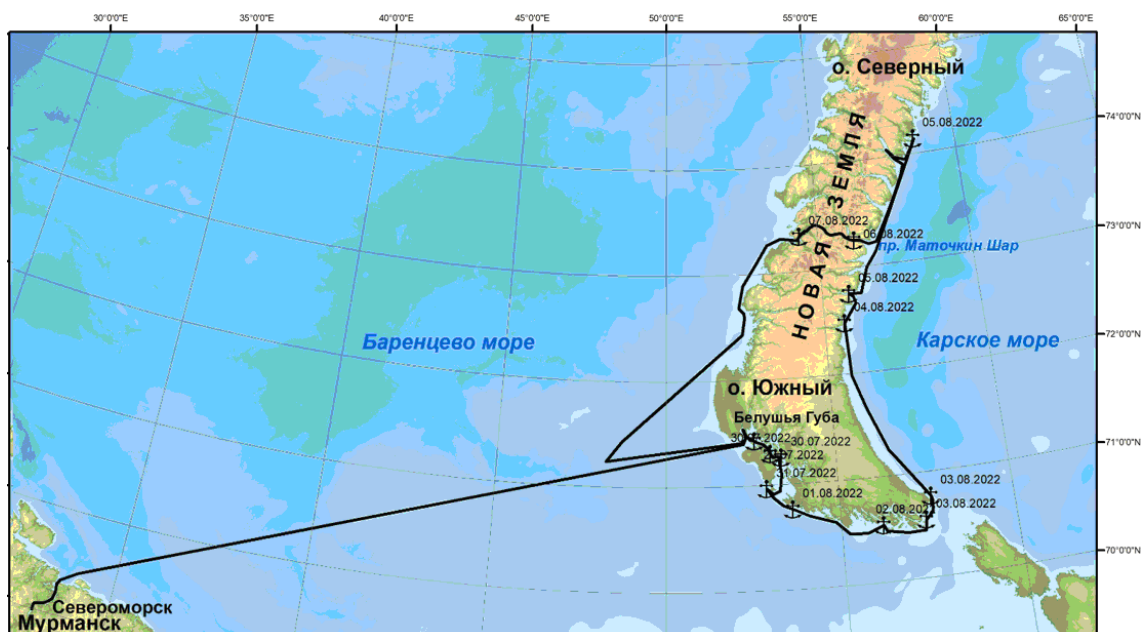 30°0'0"E 35°0'0"E 40°0'0"E 45°0'0"E 50°0'0"E 55°0'0"E 60°0'0"E 65°0'0"E
о. Северный
05.08.2022
74°0'0"N
НОВАЯ ЗЕМЛЯ
07.08.2022
06.08.2022
73°0'0"N
пр. Маточкин Шар
05.08.2022
04.08.2022
72°0'0"N
Баренцево море
Карское море
о. Южный
Белушья Губа
30.07.2022
71°0'0"N
31.07.2022
03.08.2022
01.08.2022
03.08.2022
02.08.2022
70°0'0"N
Североморск
Мурманск